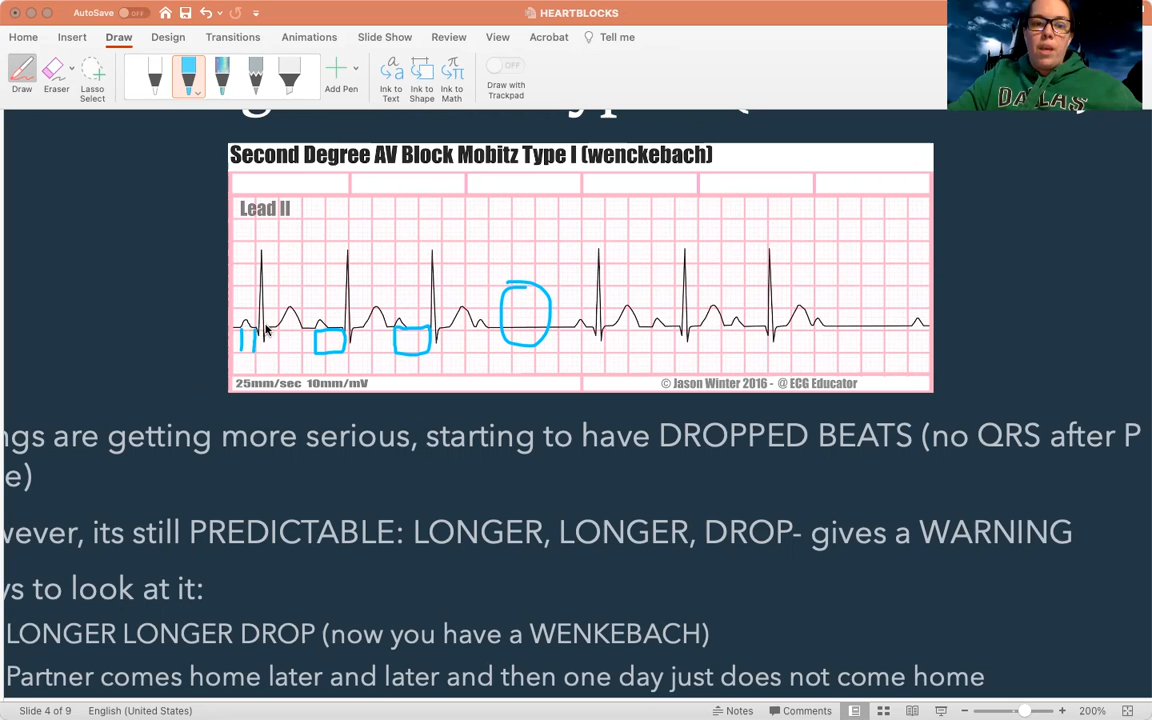 AutoSave OFF HEARTBLOCKS
Home Insert Draw Design Transitions Animations Slide Show Review View Acrobat Tell me
Draw Eraser Lasso Select Add Pen Ink to Text Ink to Shape Ink to Math OFF Draw with Trackpad
DALLAS
Second Degree AV Block Mobitz Type I (wenckebach)
Lead II
25mm/sec 10mm/mV © Jason Winter 2016 - @ ECG Educator
ngs are getting more serious, starting to have DROPPED BEATS (no QRS after P
e)
wever, its still PREDICTABLE: LONGER, LONGER, DROP- gives a WARNING
ys to look at it:
LONGER LONGER DROP (now you have a WENKEBACH)
Partner comes home later and later and then one day just does not come home
Slide 4 of 9 English (United States) Notes Comments 200%